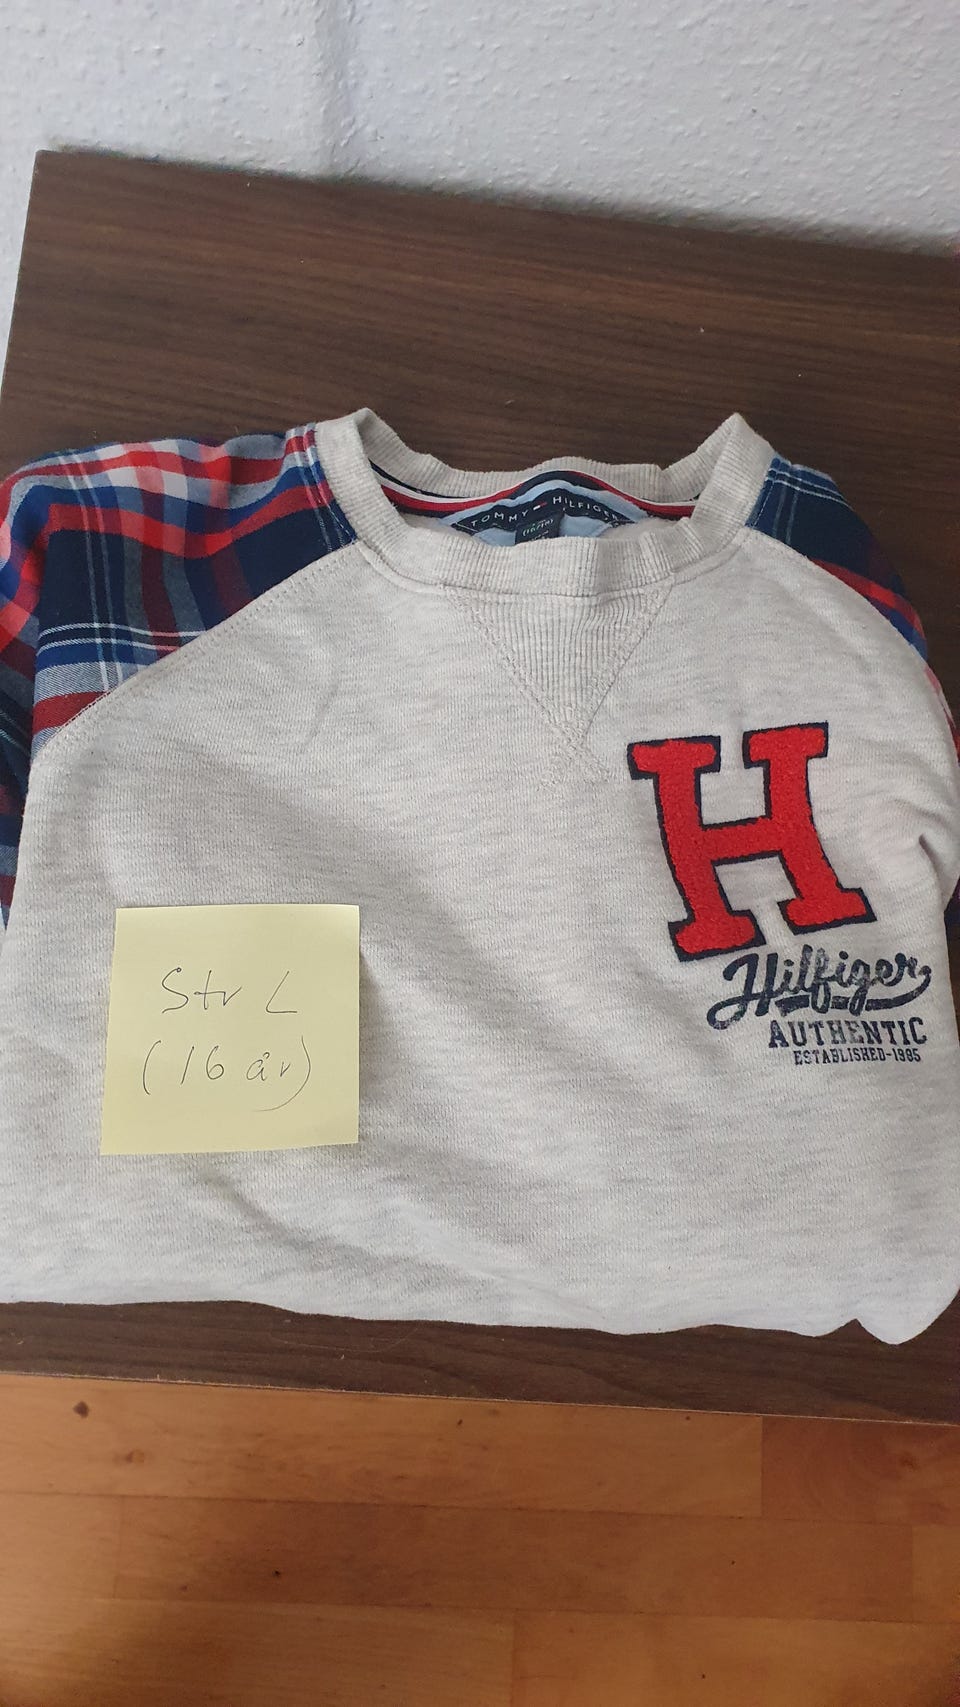 TOMMY HILFIGER
H
Hilfiger
AUTHENTIC
ESTABLISHED-1985
Str L
(16 år)